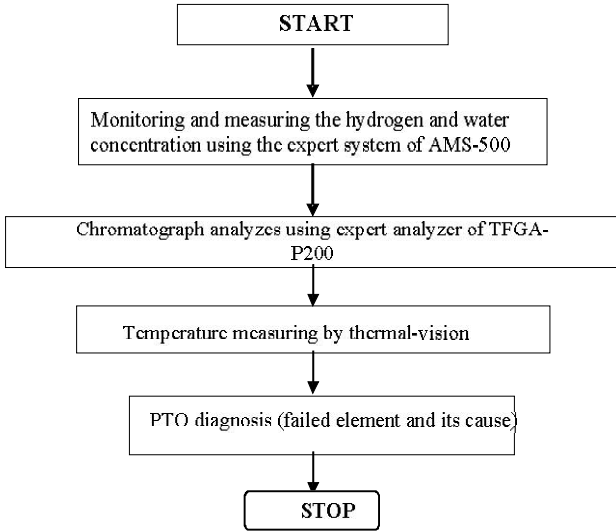 START
Monitoring and measuring the hydrogen and water
concentration using the expert system of AMS-500
Chromatograph analyzes using expert analyzer of TFGA-
P200
Temperature measuring by thermal-vision
PTO diagnosis (failed element and its cause)
STOP